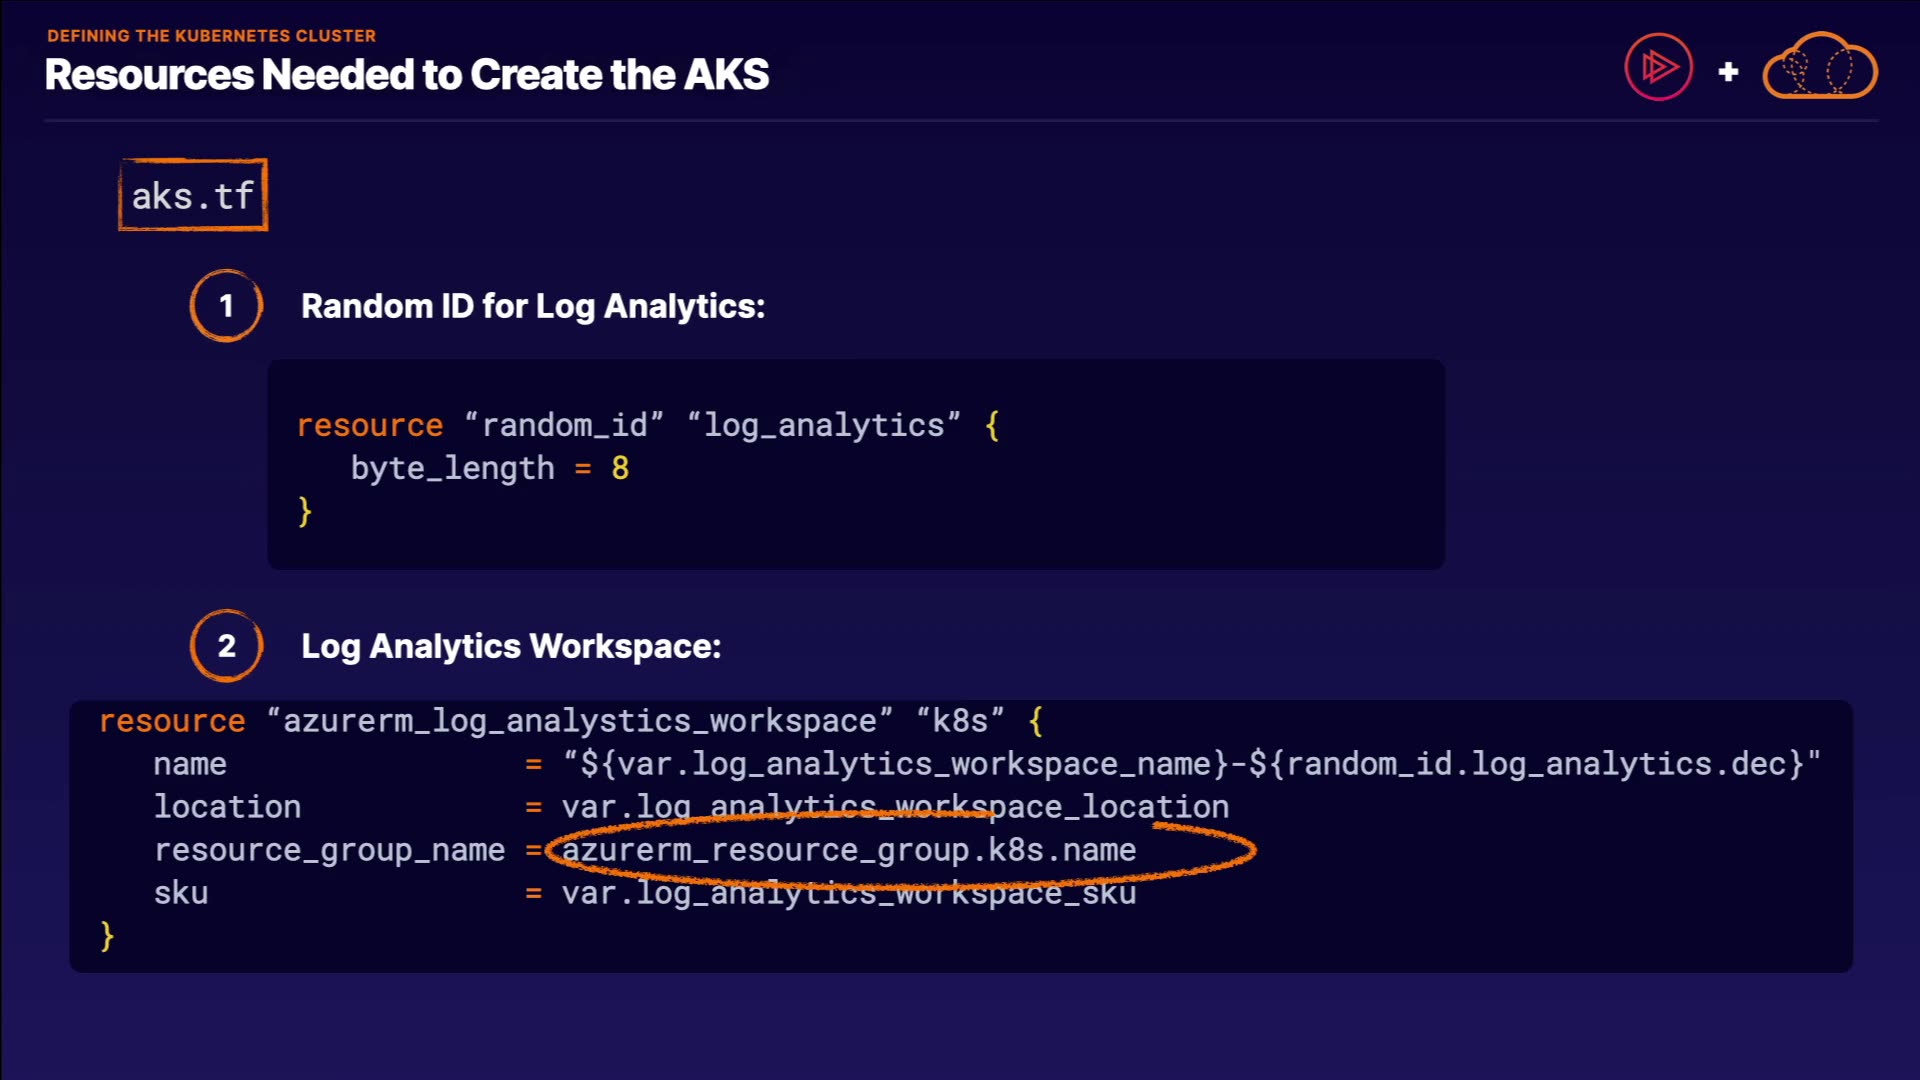 DEFINING THE KUBERNETES CLUSTER
Resources Needed to Create the AKS
+
aks.tf
1 Random ID for Log Analytics:
resource “random_id” “log_analytics” {
byte_length = 8
}
2 Log Analytics Workspace:
resource “azurerm_log_analystics_workspace” “k8s” {
name = “${var.log_analytics_workspace_name}-${random_id.log_analytics.dec}"
location = var.log_analytics_workspace_location
resource_group_name = azurerm_resource_group.k8s.name
sku = var.log_analytics_workspace_sku
}